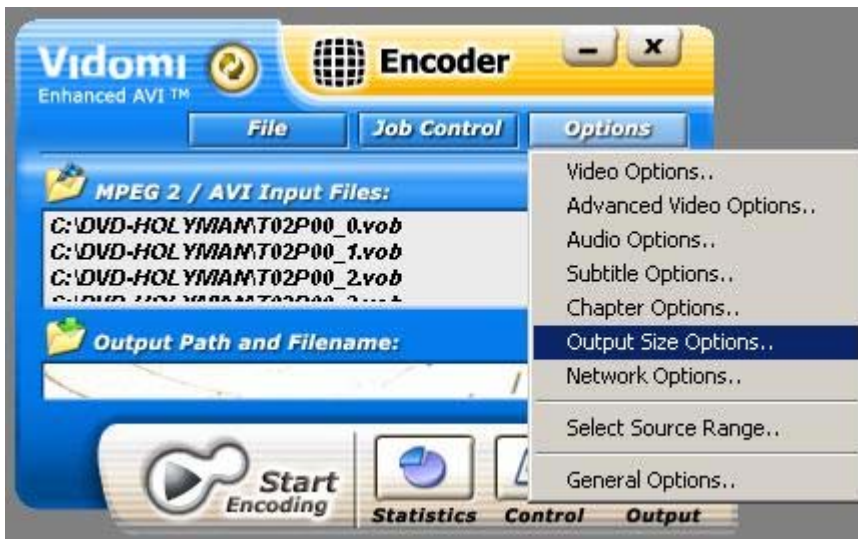 Vidomi
Enhanced AVI ™
Encoder
File
Job Control
Options
MPEG 2 / AVI Input Files:
C:\DVD-HOLYMAN\T02P00_0.vob
C:\DVD-HOLYMAN\T02P00_1.vob
C:\DVD-HOLYMAN\T02P00_2.vob
Output Path and Filename:
Video Options..
Advanced Video Options..
Audio Options..
Subtitle Options..
Chapter Options..
Output Size Options..
Network Options..
Select Source Range..
General Options..
Start
Encoding
Statistics
Control
Output